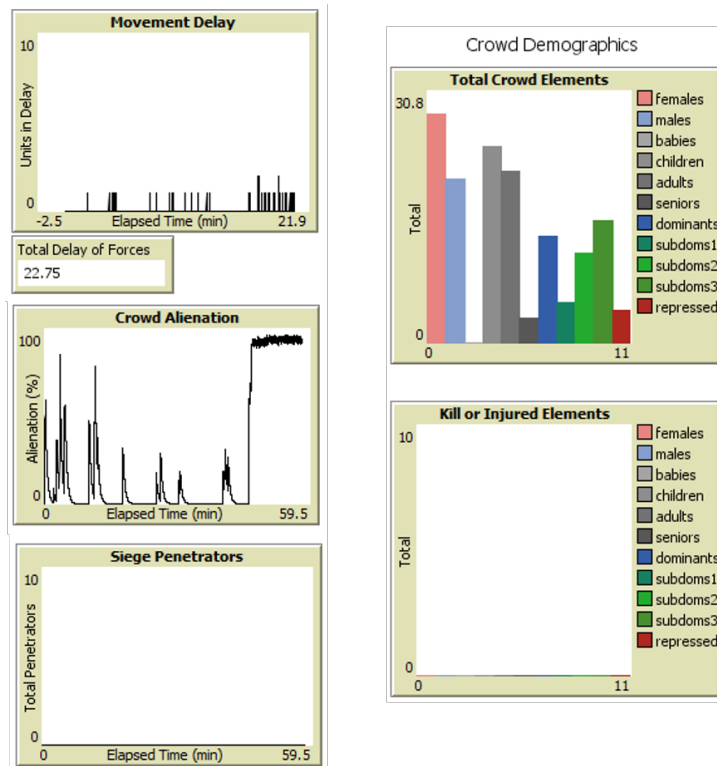 Movement Delay
10
Units in Delay
0
-2.5
Elapsed Time (min)
21.9
Total Delay of Forces
22.75
Crowd Alienation
100
Alienation (%)
0
0
Elapsed Time (min)
59.5
Siege Penetrators
10
Total Penetrators
0
0
Elapsed Time (min)
59.5
Crowd Demographics
Total Crowd Elements
30.8
Total
0
0
11
females
males
babies
children
adults
seniors
dominants
subdoms1
subdoms2
subdoms3
repressed
Kill or Injured Elements
10
Total
0
0
11
females
males
babies
children
adults
seniors
dominants
subdoms1
subdoms2
subdoms3
repressed